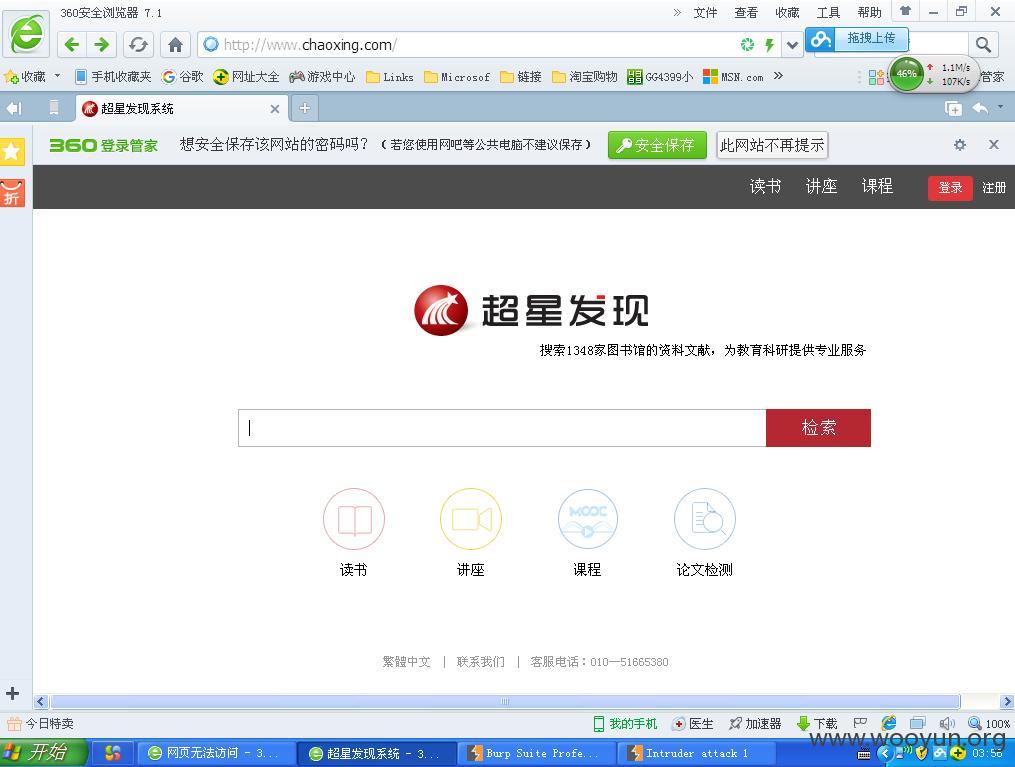 360安全浏览器 7.1
» 文件 查看 收藏 工具 帮助
http://www.chaoxing.com/
拖拽上传
收藏 手机收藏夹 谷歌 网址大全 游戏中心 Links Microsof 链接 淘宝购物 GG4399小 MSN.com »
46% 1.1M/s 107K/s 管家
超星发现系统
360登录管家 想安全保存该网站的密码吗？（若您使用网吧等公共电脑不建议保存） 安全保存 此网站不再提示
折
读书 讲座 课程 登录 注册
超星发现
搜索1348家图书馆的资料文献，为教育科研提供专业服务
检索
MOOC
读书 讲座 课程 论文检测
繁體中文 | 联系我们 | 客服电话：010—51665380
今日特卖 我的手机 医生 加速器 下载 100%
www.wooyun.org
开始 网页无法访问 - 3... 超星发现系统 - 3... Burp Suite Profe... Intruder attack 1 03:56